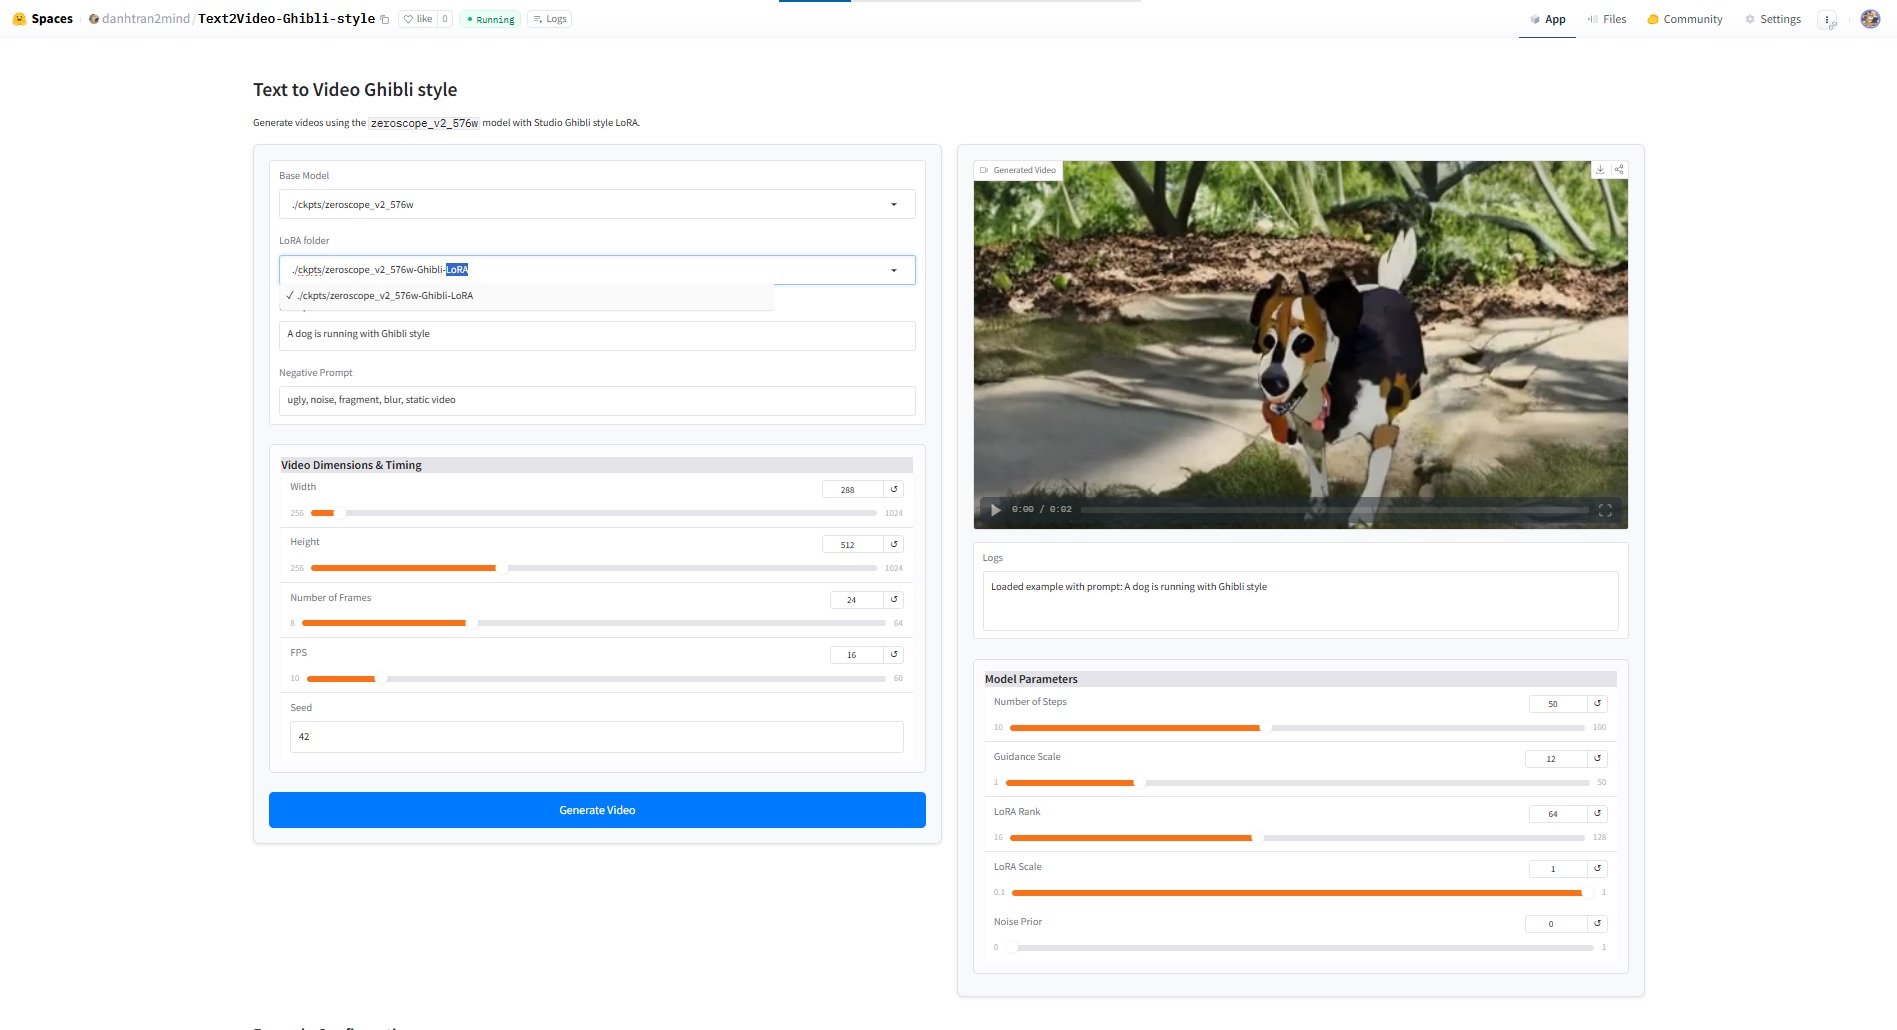 Spaces
danhtran2mind / Text2Video-Ghibli-style
like 0
Running
Logs
App
Files
Community
Settings
Text to Video Ghibli style
Generate videos using the zeroscope_v2_576w model with Studio Ghibli style LoRA.
Base Model
./ckpts/zeroscope_v2_576w
LoRA folder
./ckpts/zeroscope_v2_576w-Ghibli-LoRA
✓ ./ckpts/zeroscope_v2_576w-Ghibli-LoRA
A dog is running with Ghibli style
Negative Prompt
ugly, noise, fragment, blur, static video
Video Dimensions & Timing
Width
288
256
1024
Height
512
256
1024
Number of Frames
24
8
64
FPS
16
10
60
Seed
42
Generate Video
Generated Video
0:00 / 0:02
Logs
Loaded example with prompt: A dog is running with Ghibli style
Model Parameters
Number of Steps
50
10
100
Guidance Scale
12
1
50
LoRA Rank
64
16
128
LoRA Scale
1
0.1
1
Noise Prior
0
0
1